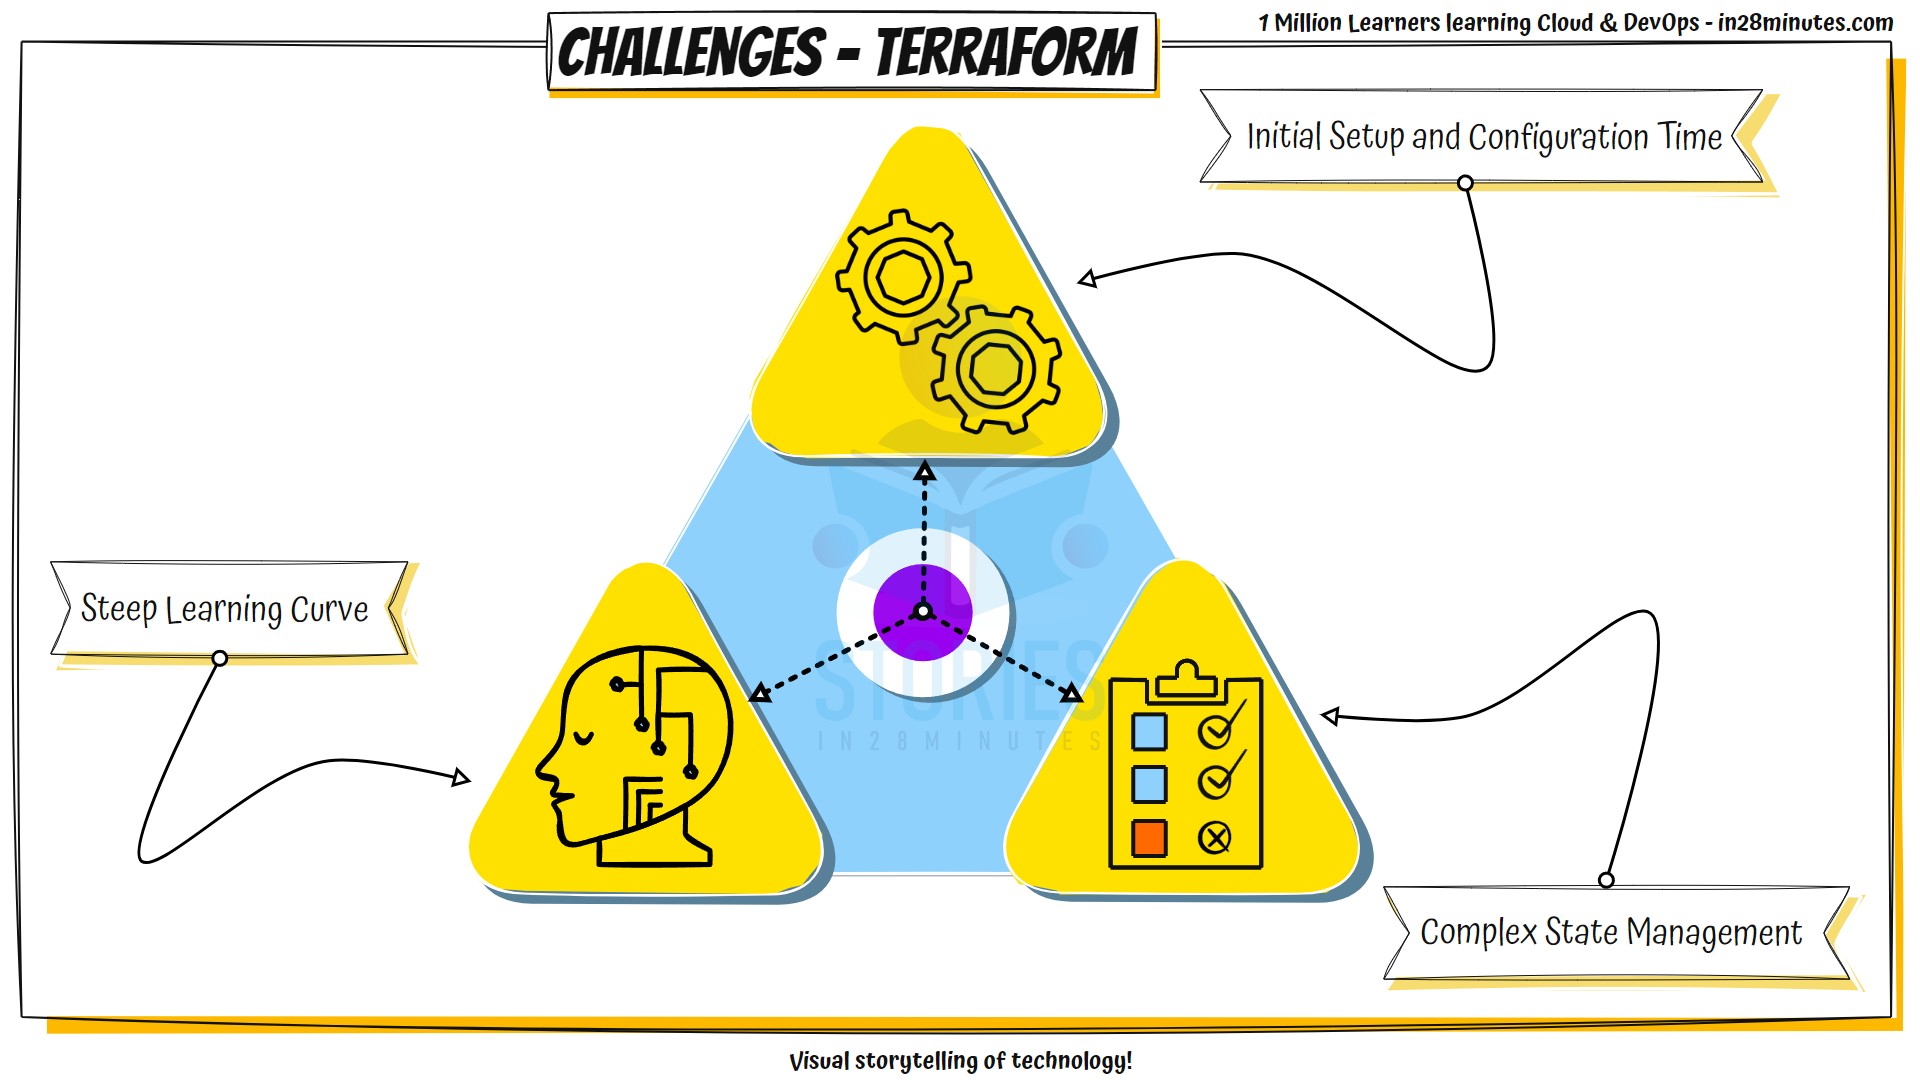 1 Million Learners learning Cloud & DevOps - in28minutes.com
CHALLENGES - TERRAFORM
Initial Setup and Configuration Time
Steep Learning Curve
STORIES
IN28MINUTES
Complex State Management
Visual storytelling of technology!